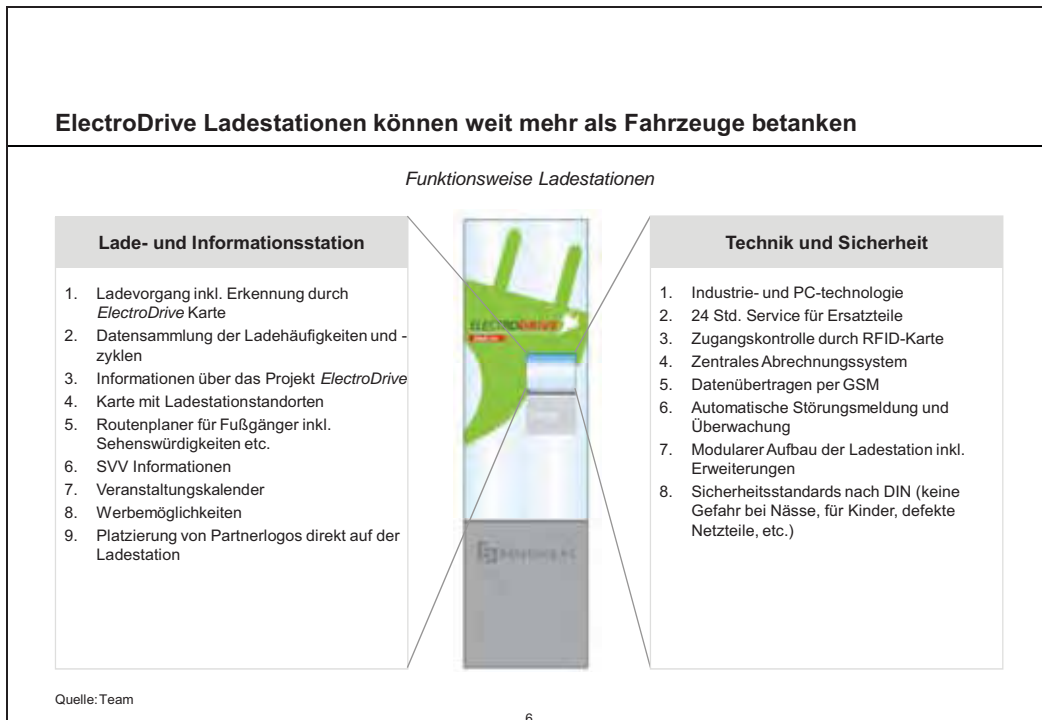 ElectroDrive Ladestationen können weit mehr als Fahrzeuge betanken
Funktionsweise Ladestationen
Lade- und Informationsstation
1. Ladevorgang inkl. Erkennung durch
ElectroDrive Karte
2. Datensammlung der Ladehäufigkeiten und -
zyklen
3. Informationen über das Projekt ElectroDrive
4. Karte mit Ladestationstandorten
5. Routenplaner für Fußgänger inkl.
Sehenswürdigkeiten etc.
6. SVV Informationen
7. Veranstaltungskalender
8. Werbemöglichkeiten
9. Platzierung von Partnerlogos direkt auf der
Ladestation
ELECTRODRIVE
Technik und Sicherheit
1. Industrie- und PC-technologie
2. 24 Std. Service für Ersatzteile
3. Zugangskontrolle durch RFID-Karte
4. Zentrales Abrechnungssystem
5. Datenübertragen per GSM
6. Automatische Störungsmeldung und
Überwachung
7. Modularer Aufbau der Ladestation inkl.
Erweiterungen
8. Sicherheitsstandards nach DIN (keine
Gefahr bei Nässe, für Kinder, defekte
Netzteile, etc.)
Quelle: Team
6